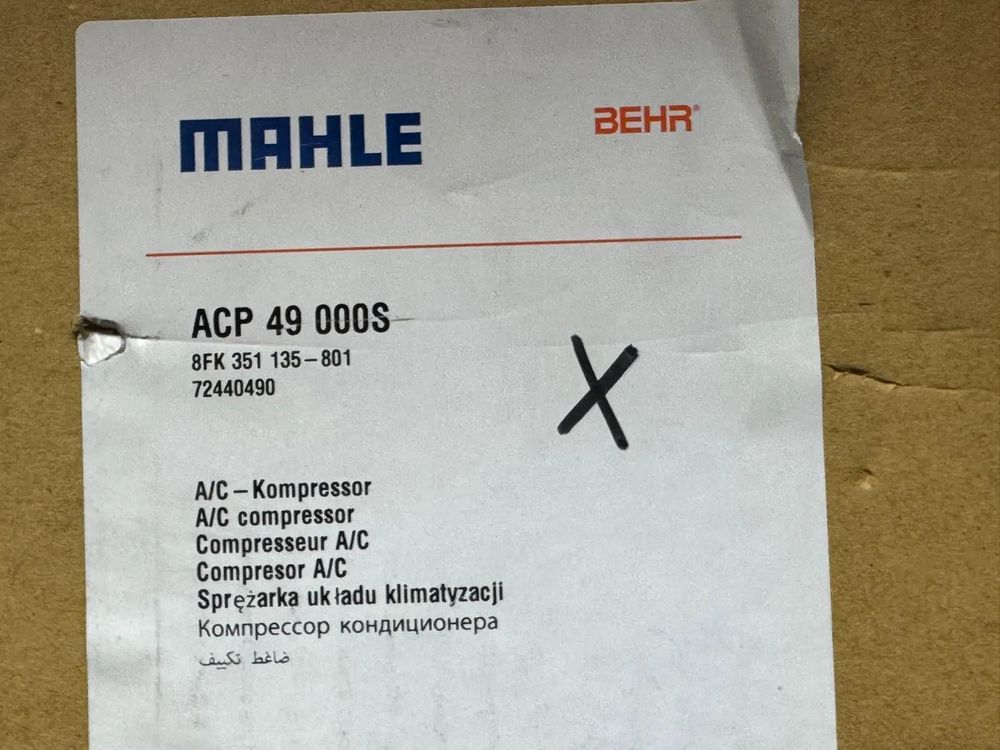 MAHLE BEHR®
ACP 49 000S
8FK 351 135-801
72440490
X
A/C - Kompressor
A/C compressor
Compresseur A/C
Compresor A/C
Sprężarka układu klimatyzacji
Компрессор кондиционера
ضاغط تكييف